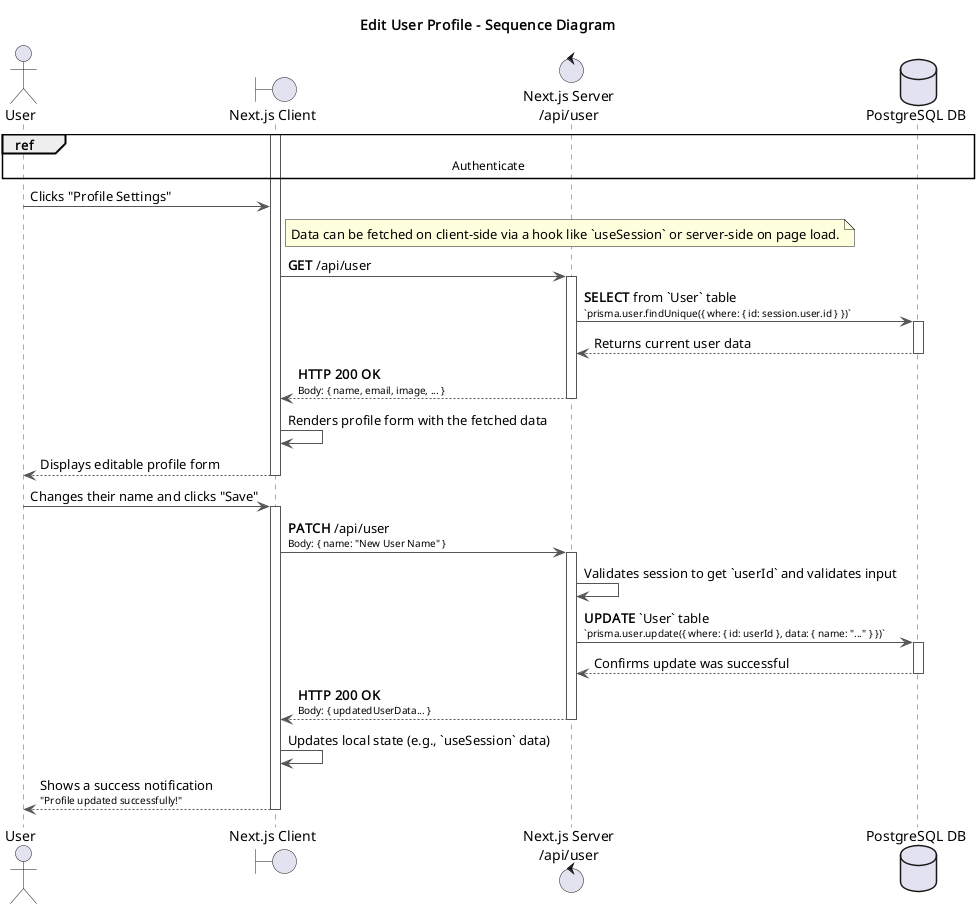 Edit User Profile - Sequence Diagram
User
Next.js Client
Next.js Server
/api/user
PostgreSQL DB
ref
Authenticate
Clicks "Profile Settings"
Data can be fetched on client-side via a hook like `useSession` or server-side on page load.
GET /api/user
SELECT from `User` table
`prisma.user.findUnique({ where: { id: session.user.id } })`
Returns current user data
HTTP 200 OK
Body: { name, email, image, ... }
Renders profile form with the fetched data
Displays editable profile form
Changes their name and clicks "Save"
PATCH /api/user
Body: { name: "New User Name" }
Validates session to get `userId` and validates input
UPDATE `User` table
`prisma.user.update({ where: { id: userId }, data: { name: "..." } })`
Confirms update was successful
HTTP 200 OK
Body: { updatedUserData... }
Updates local state (e.g., `useSession` data)
Shows a success notification
"Profile updated successfully!"
User
Next.js Client
Next.js Server
/api/user
PostgreSQL DB